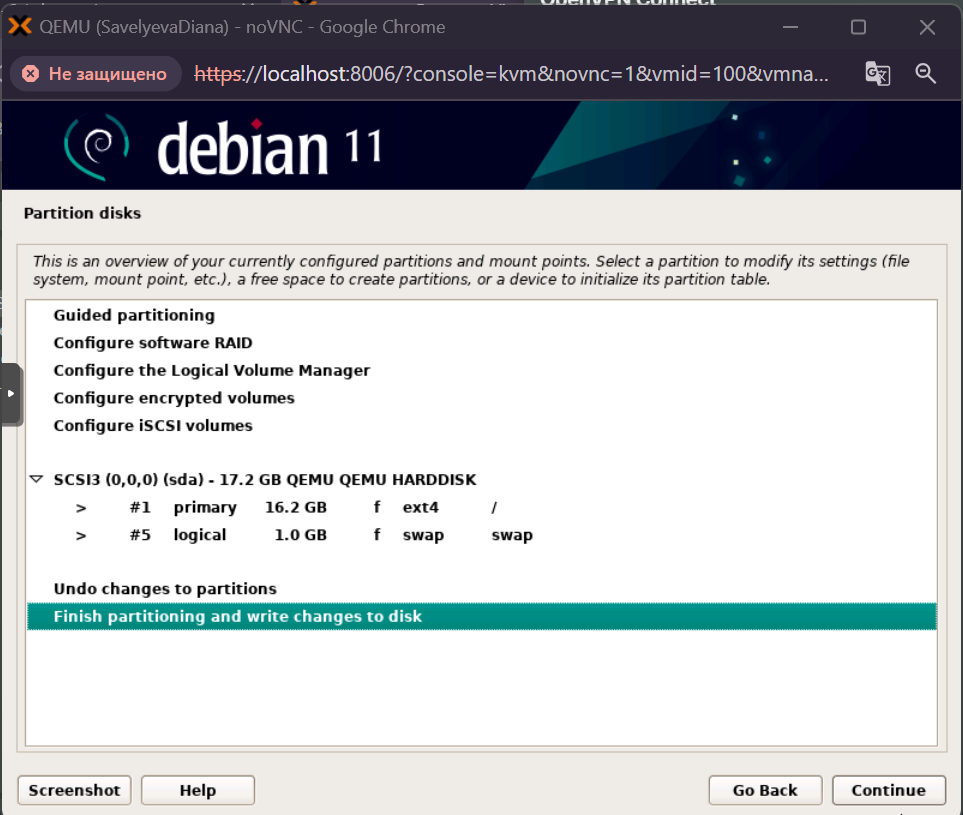 OpenVPN Connect
QEMU (SavelyevaDiana) - noVNC - Google Chrome
Не защищено
https://localhost:8006/?console=kvm&novnc=1&vmid=100&vmna...
debian 11
Partition disks
This is an overview of your currently configured partitions and mount points. Select a partition to modify its settings (file
system, mount point, etc.), a free space to create partitions, or a device to initialize its partition table.
Guided partitioning
Configure software RAID
Configure the Logical Volume Manager
Configure encrypted volumes
Configure iSCSI volumes
SCSI3 (0,0,0) (sda) - 17.2 GB QEMU QEMU HARDDISK
> #1 primary 16.2 GB f ext4 /
> #5 logical 1.0 GB f swap swap
Undo changes to partitions
Finish partitioning and write changes to disk
Screenshot Help Go Back Continue